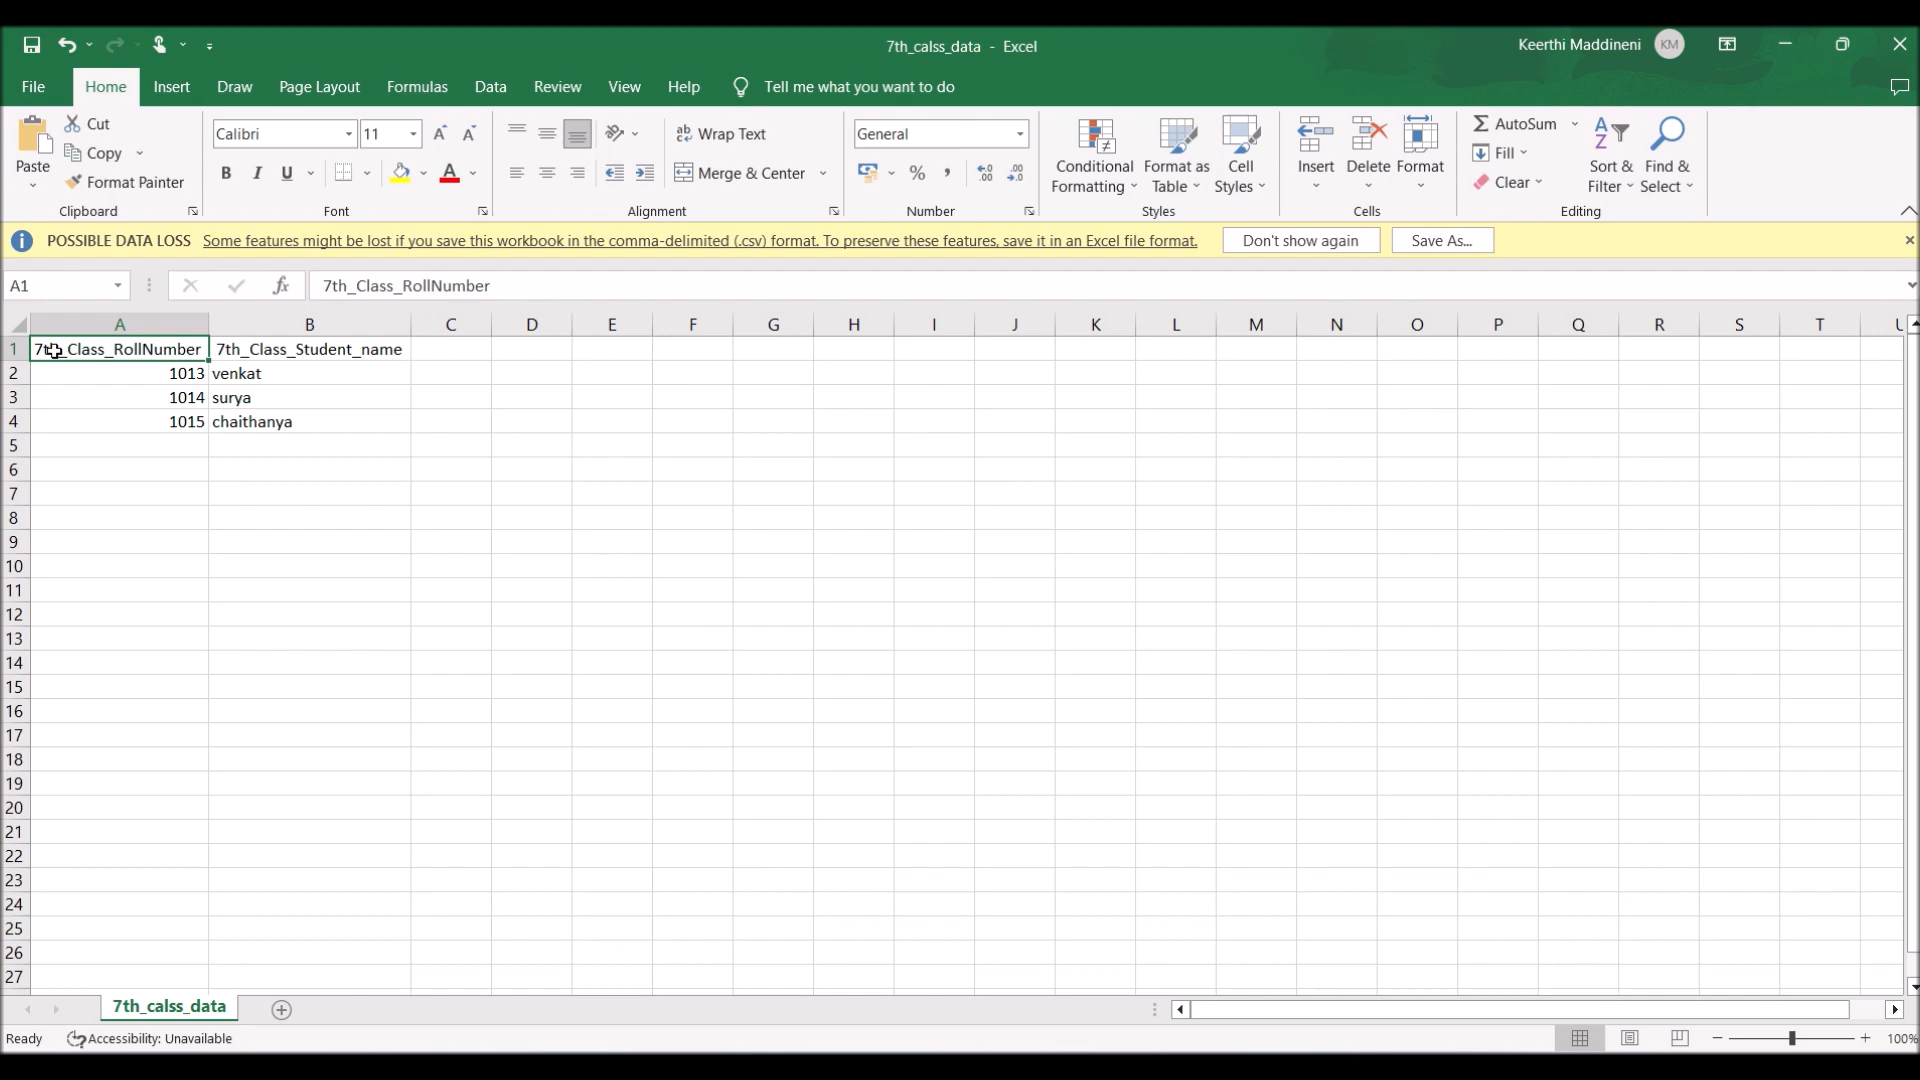 7th_calss_data - Excel
Keerthi Maddineni KM
File Home Insert Draw Page Layout Formulas Data Review View Help Tell me what you want to do
Paste
Cut
Copy
Format Painter
Clipboard
Calibri 11
B I U
Font
ab Wrap Text
Merge & Center
Alignment
General
% ,
Number
Conditional Formatting
Format as Table
Cell Styles
Styles
Insert Delete Format
Cells
AutoSum
Fill
Clear
Sort & Filter
Find & Select
Editing
POSSIBLE DATA LOSS Some features might be lost if you save this workbook in the comma-delimited (.csv) format. To preserve these features, save it in an Excel file format. Don't show again Save As...
A1 fx 7th_Class_RollNumber
A B C D E F G H I J K L M N O P Q R S T U
1 7th_Class_RollNumber 7th_Class_Student_name
2 1013 venkat
3 1014 surya
4 1015 chaithanya
5
6
7
8
9
10
11
12
13
14
15
16
17
18
19
20
21
22
23
24
25
26
27
7th_calss_data
Ready Accessibility: Unavailable 100%